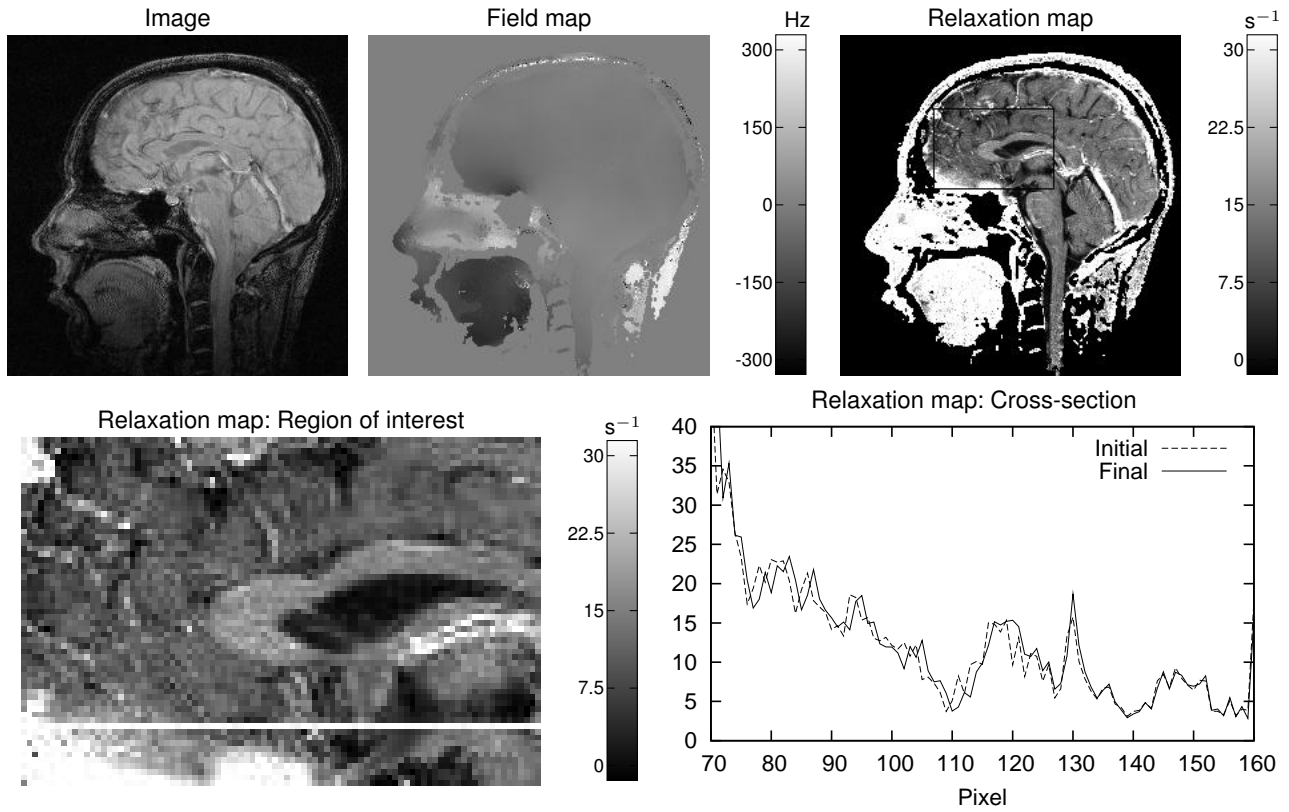 Image
Field map
Hz
300
150
0
-150
-300
Relaxation map
s⁻¹
30
22.5
15
7.5
0
Relaxation map: Region of interest
s⁻¹
30
22.5
15
7.5
0
Relaxation map: Cross-section
40
35
30
25
20
15
10
5
0
Initial
Final
70 80 90 100 110 120 130 140 150 160
Pixel